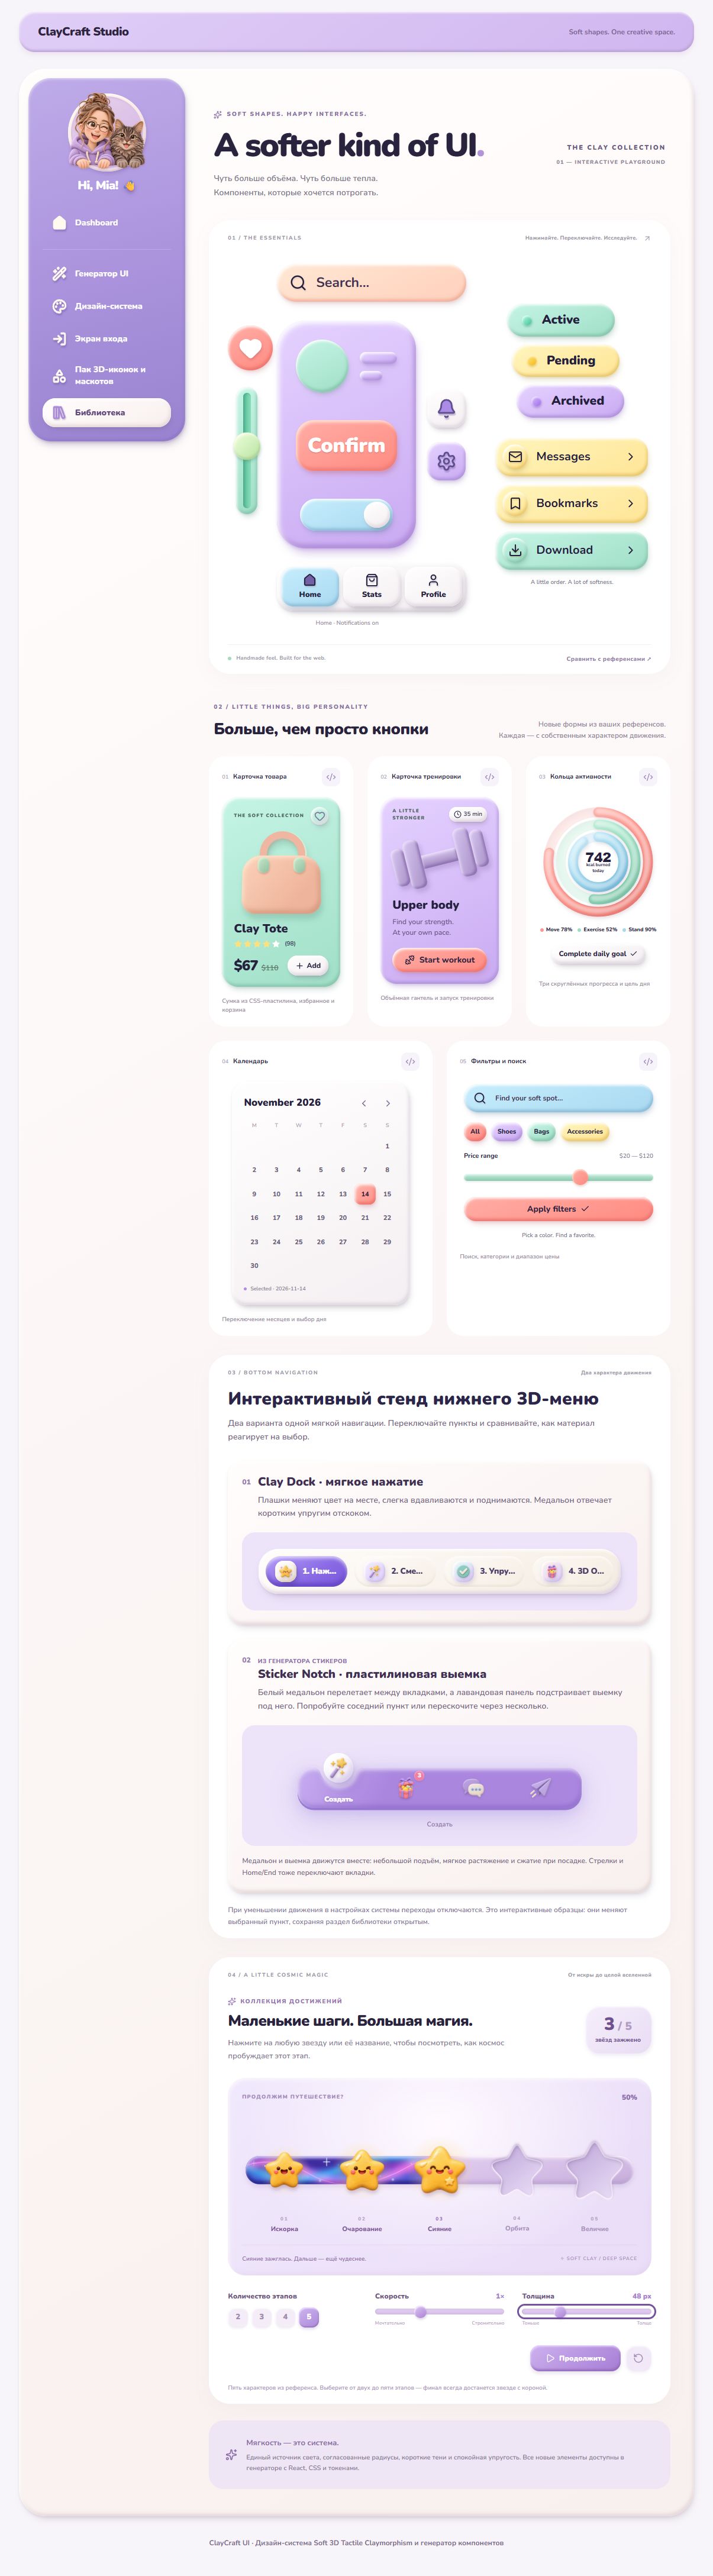 ClayCraft Studio
Soft shapes. One creative space.
Hi, Mia! 👋
Dashboard
Генератор UI
Дизайн-система
Экран входа
Пак 3D-иконок и
маскотов
Библиотека
SOFT SHAPES. HAPPY INTERFACES.
A softer kind of UI.
Чуть больше объёма. Чуть больше тепла.
Компоненты, которые хочется потрогать.
THE CLAY COLLECTION
01 — INTERACTIVE PLAYGROUND
01 / THE ESSENTIALS
Нажимайте. Переключайте. Исследуйте.
Search...
Confirm
Home
Stats
Profile
Home · Notifications on
Active
Pending
Archived
Messages
Bookmarks
Download
A little order. A lot of softness.
Handmade feel. Built for the web.
Сравнить с референсами ↗
02 / LITTLE THINGS, BIG PERSONALITY
Больше, чем просто кнопки
Новые формы из ваших референсов.
Каждая — с собственным характером движения.
01 Карточка товара
THE SOFT COLLECTION
Clay Tote
(98)
$67 $110
Add
Сумка из CSS-пластилина, избранное и
корзина
02 Карточка тренировки
A LITTLE
STRONGER
35 min
Upper body
Find your strength.
At your own pace.
Start workout
Объёмная гантель и запуск тренировки
03 Кольца активности
742
kcal burned
today
Move 78% Exercise 52% Stand 90%
Complete daily goal
Три скруглённых прогресса и цель дня
04 Календарь
November 2026
M T W T F S S
1
2 3 4 5 6 7 8
9 10 11 12 13 14 15
16 17 18 19 20 21 22
23 24 25 26 27 28 29
30
Selected · 2026-11-14
Переключение месяцев и выбор дня
05 Фильтры и поиск
Find your soft spot...
All Shoes Bags Accessories
Price range
$20 — $120
Apply filters
Pick a color. Find a favorite.
Поиск, категории и диапазон цены
03 / BOTTOM NAVIGATION
Два характера движения
Интерактивный стенд нижнего 3D-меню
Два варианта одной мягкой навигации. Переключайте пункты и сравнивайте, как материал
реагирует на выбор.
01 Clay Dock · мягкое нажатие
Плашки меняют цвет на месте, слегка вдавливаются и поднимаются. Медальон отвечает
коротким упругим отскоком.
1. Наж...
2. Сме...
3. Упру...
4. 3D О...
02 ИЗ ГЕНЕРАТОРА СТИКЕРОВ
Sticker Notch · пластилиновая выемка
Белый медальон перелетает между вкладками, а лавандовая панель подстраивает выемку
под него. Попробуйте соседний пункт или перескочите через несколько.
3
Создать
Создать
Медальон и выемка движутся вместе: небольшой подъём, мягкое растяжение и сжатие при посадке. Стрелки и
Home/End тоже переключают вкладки.
При уменьшении движения в настройках системы переходы отключаются. Это интерактивные образцы: они меняют
выбранный пункт, сохраняя раздел библиотеки открытым.
04 / A LITTLE COSMIC MAGIC
От искры до целой вселенной
КОЛЛЕКЦИЯ ДОСТИЖЕНИЙ
Маленькие шаги. Большая магия.
Нажмите на любую звезду или её название, чтобы посмотреть, как космос
пробуждает этот этап.
3 / 5
звёзд зажжено
ПРОДОЛЖИМ ПУТЕШЕСТВИЕ?
50%
01 02 03 04 05
Искорка Очарование Сияние Орбита Величие
Сияние зажглась. Дальше — ещё чудеснее.
SOFT CLAY / DEEP SPACE
Количество этапов
2 3 4 5
Скорость 1×
Мечтательно Стремительно
Толщина 48 px
Тоньше Толще
Продолжить
Пять характеров из референса. Выберите от двух до пяти этапов — финал всегда достанется звезде с короной.
Мягкость — это система.
Единый источник света, согласованные радиусы, короткие тени и спокойная упругость. Все новые элементы доступны в
генераторе с React, CSS и токенами.
ClayCraft UI · Дизайн-система Soft 3D Tactile Claymorphism и генератор компонентов